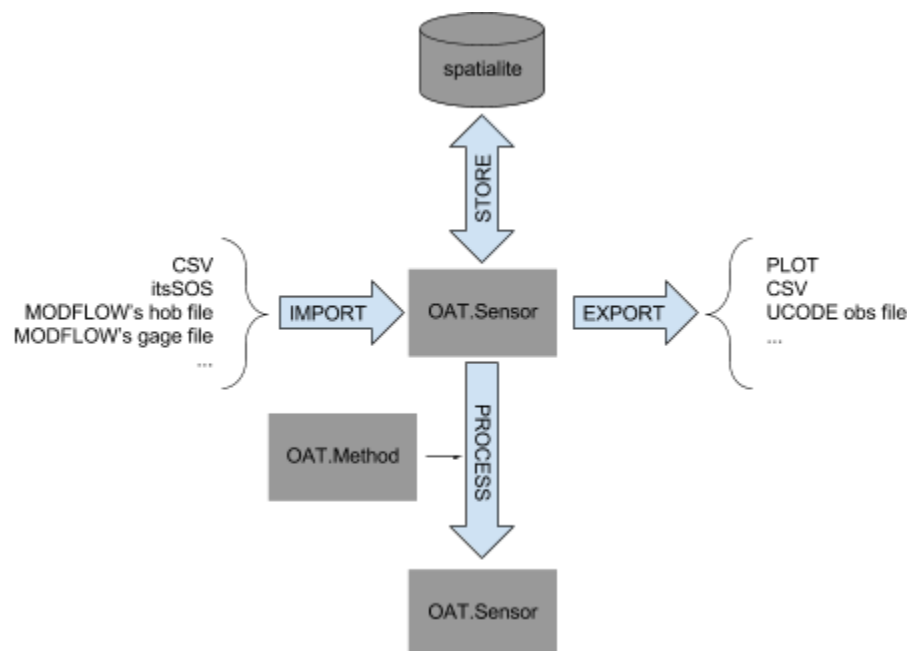 spatialite
STORE
CSV
itsSOS
MODFLOW's hob file
MODFLOW's gage file
...
IMPORT
OAT.Sensor
EXPORT
PLOT
CSV
UCODE obs file
...
OAT.Method
PROCESS
OAT.Sensor